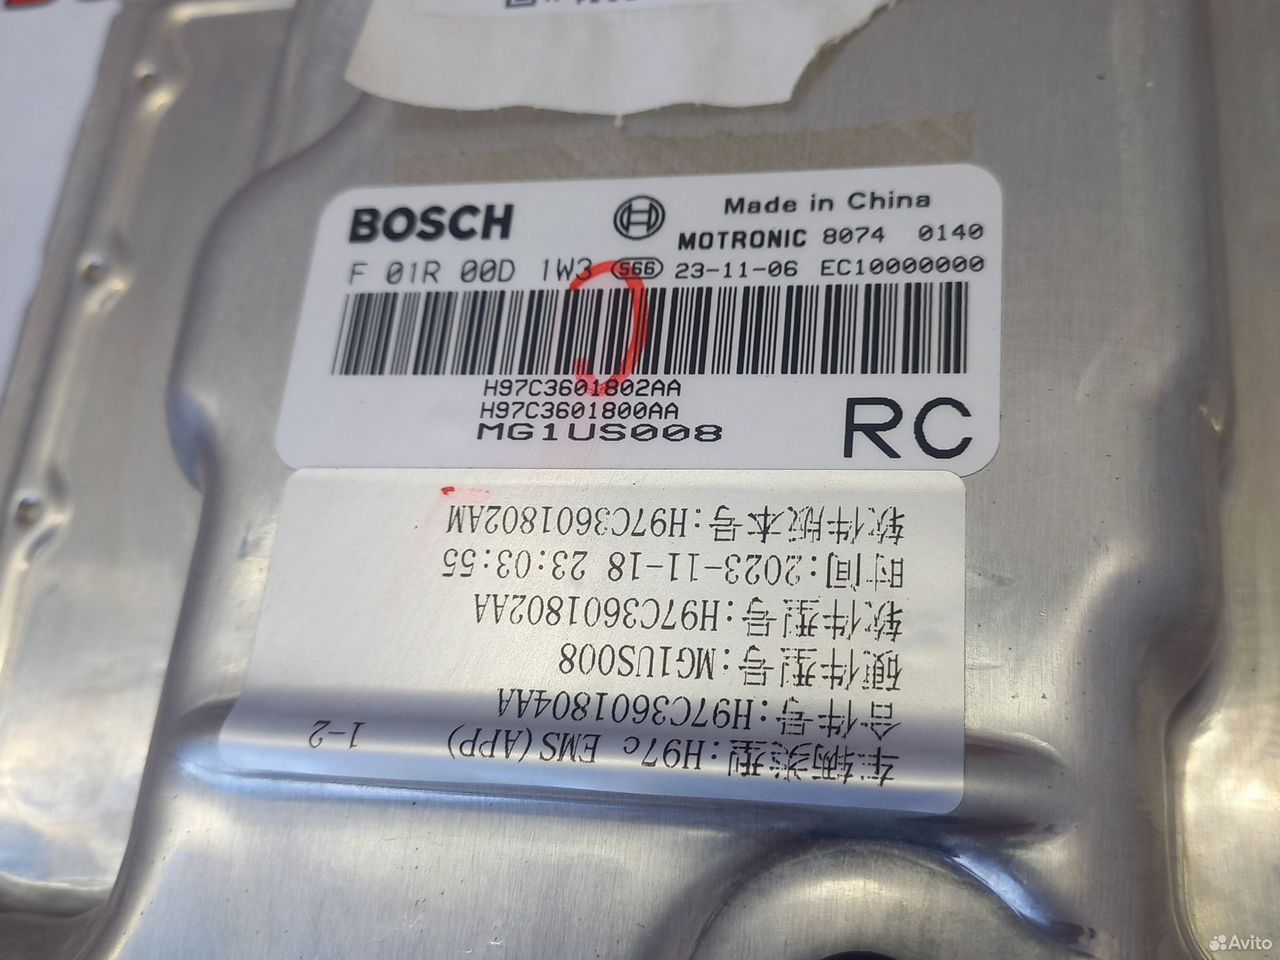 BOSCH
Made in China
MOTRONIC 8074 0140
F 01R 00D 1W3 566 23-11-06 EC10000000
H97C3601802AA
H97C3601800AA
MG1US008
RC
车辆类型:H97c EMS(APP) 1-2
合件号:H97C3601804AA
硬件型号:MG1US008
软件型号:H97C3601802AA
时间:2023-11-18 23:03:55
软件版本号:H97C3601802AM
Avito